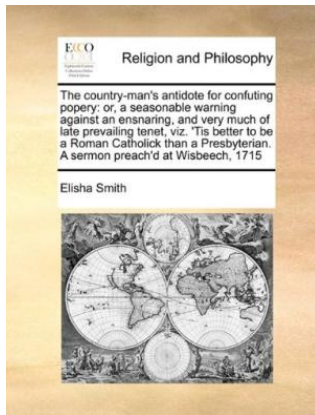 ECCO
Religion and Philosophy
The country-man's antidote for confuting
popery: or, a seasonable warning
against an ensnaring, and very much of
late prevailing tenet, viz. 'Tis better to be
a Roman Catholick than a Presbyterian.
A sermon preach'd at Wisbeech, 1715
Elisha Smith